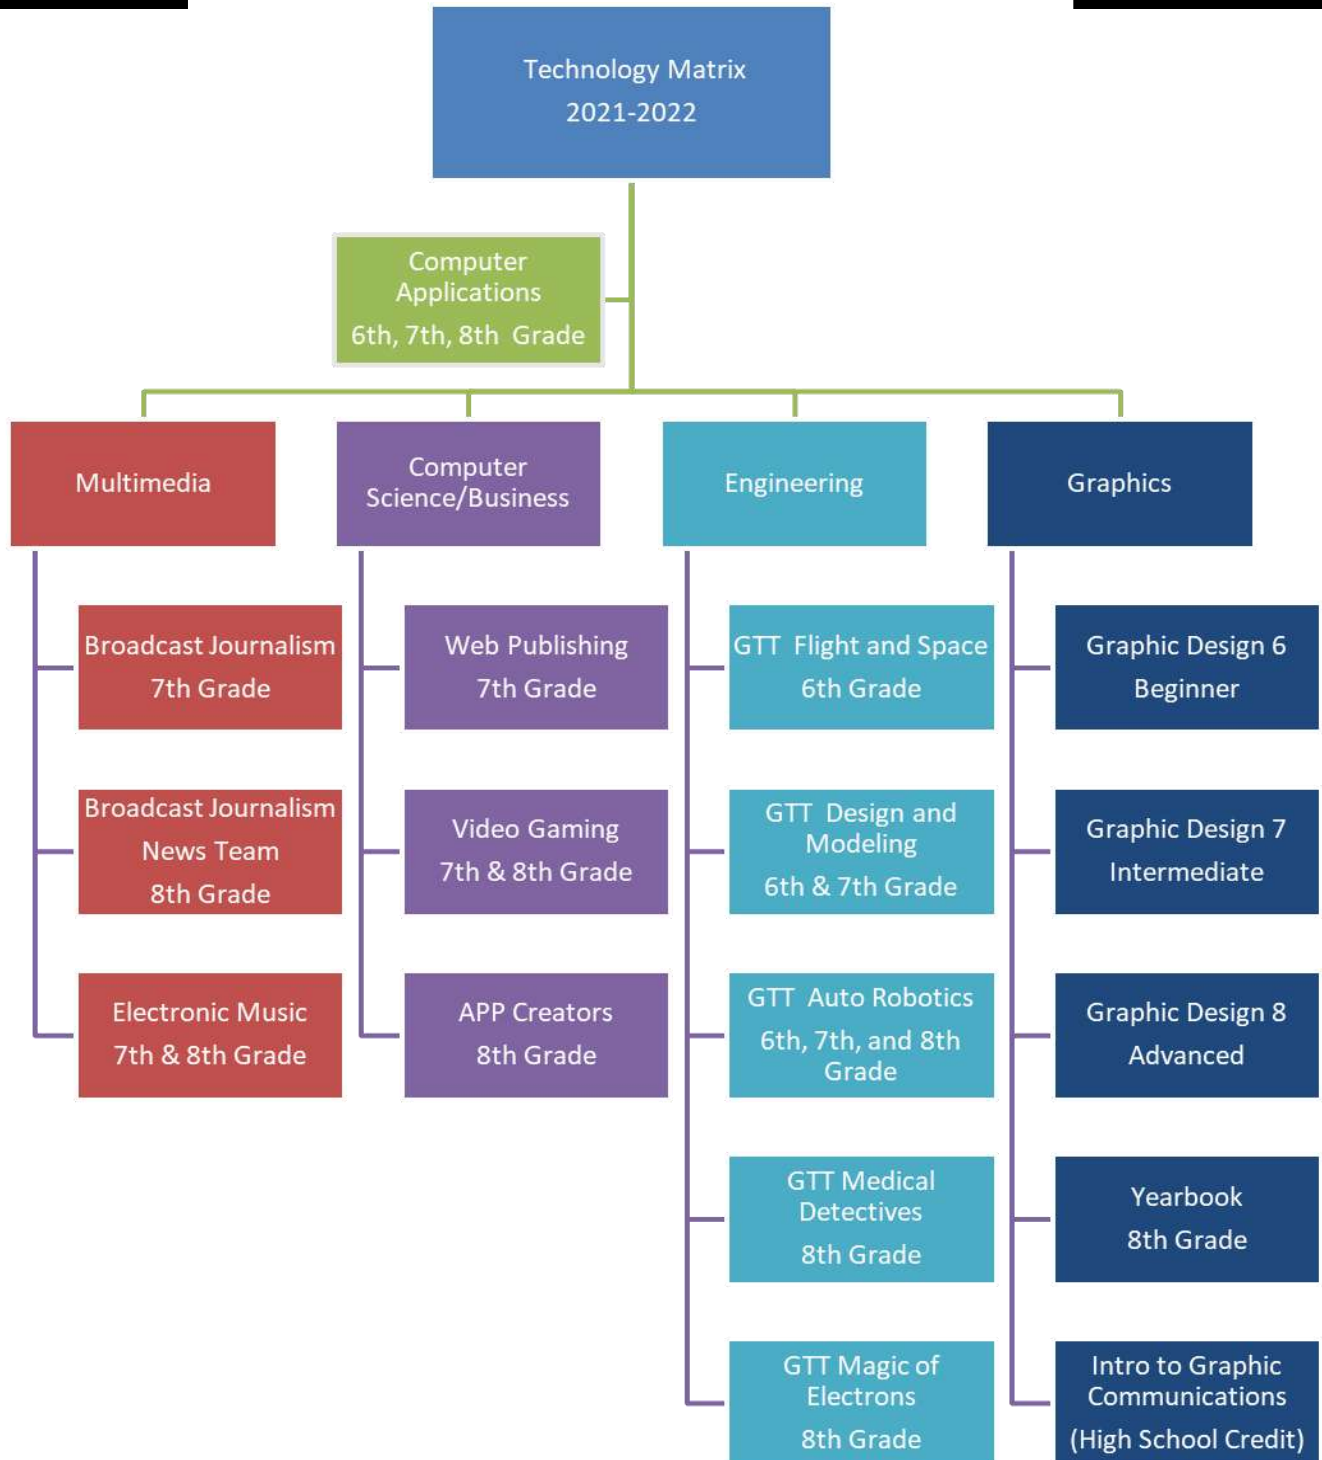 Technology Matrix
2021-2022
Computer
Applications
6th, 7th, 8th Grade
Multimedia
Computer
Science/Business
Engineering
Graphics
Broadcast Journalism
7th Grade
Broadcast Journalism
News Team
8th Grade
Electronic Music
7th & 8th Grade
Web Publishing
7th Grade
Video Gaming
7th & 8th Grade
APP Creators
8th Grade
GTT Flight and Space
6th Grade
GTT Design and
Modeling
6th & 7th Grade
GTT Auto Robotics
6th, 7th, and 8th
Grade
GTT Medical
Detectives
8th Grade
GTT Magic of
Electrons
8th Grade
Graphic Design 6
Beginner
Graphic Design 7
Intermediate
Graphic Design 8
Advanced
Yearbook
8th Grade
Intro to Graphic
Communications
(High School Credit)